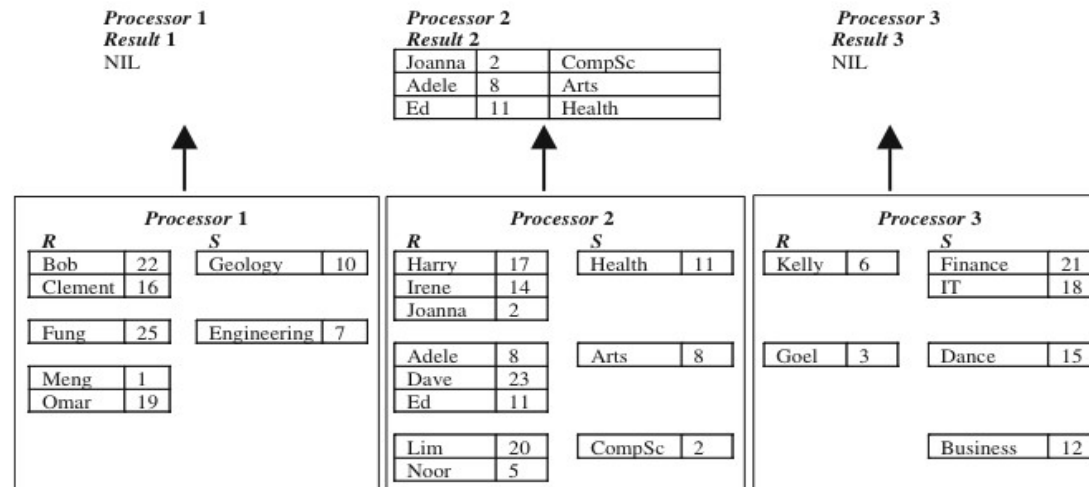 Processor 1
Result 1
NIL
Processor 2
Result 2
Joanna 2 CompSc
Adele 8 Arts
Ed 11 Health
Processor 3
Result 3
NIL
Processor 1
R S
Bob 22 Geology 10
Clement 16
Fung 25 Engineering 7
Meng 1
Omar 19
Processor 2
R S
Harry 17 Health 11
Irene 14
Joanna 2
Adele 8 Arts 8
Dave 23
Ed 11
Lim 20 CompSc 2
Noor 5
Processor 3
R S
Kelly 6 Finance 21
IT 18
Goel 3 Dance 15
Business 12